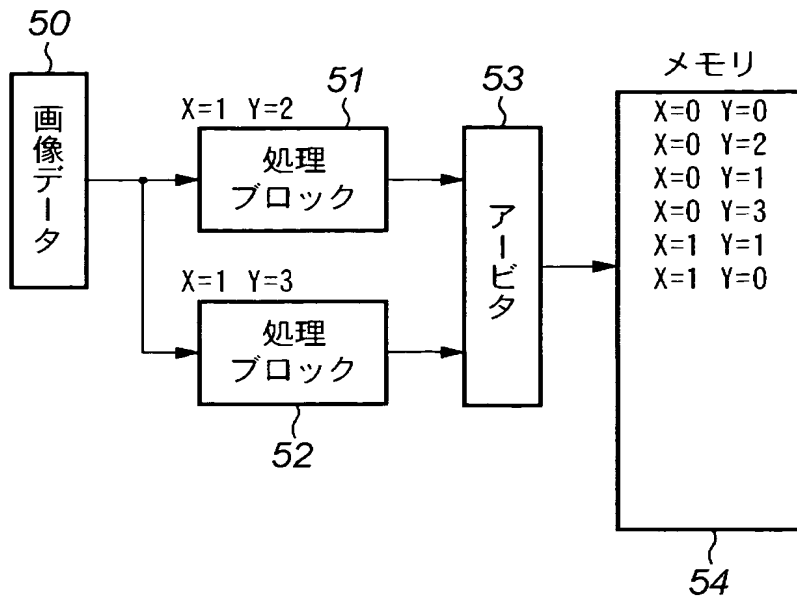 50
画像データ
X=1 Y=2
51
処理
ブロック
X=1 Y=3
処理
ブロック
52
53
アービタ
メモリ
X=0 Y=0
X=0 Y=2
X=0 Y=1
X=0 Y=3
X=1 Y=1
X=1 Y=0
54